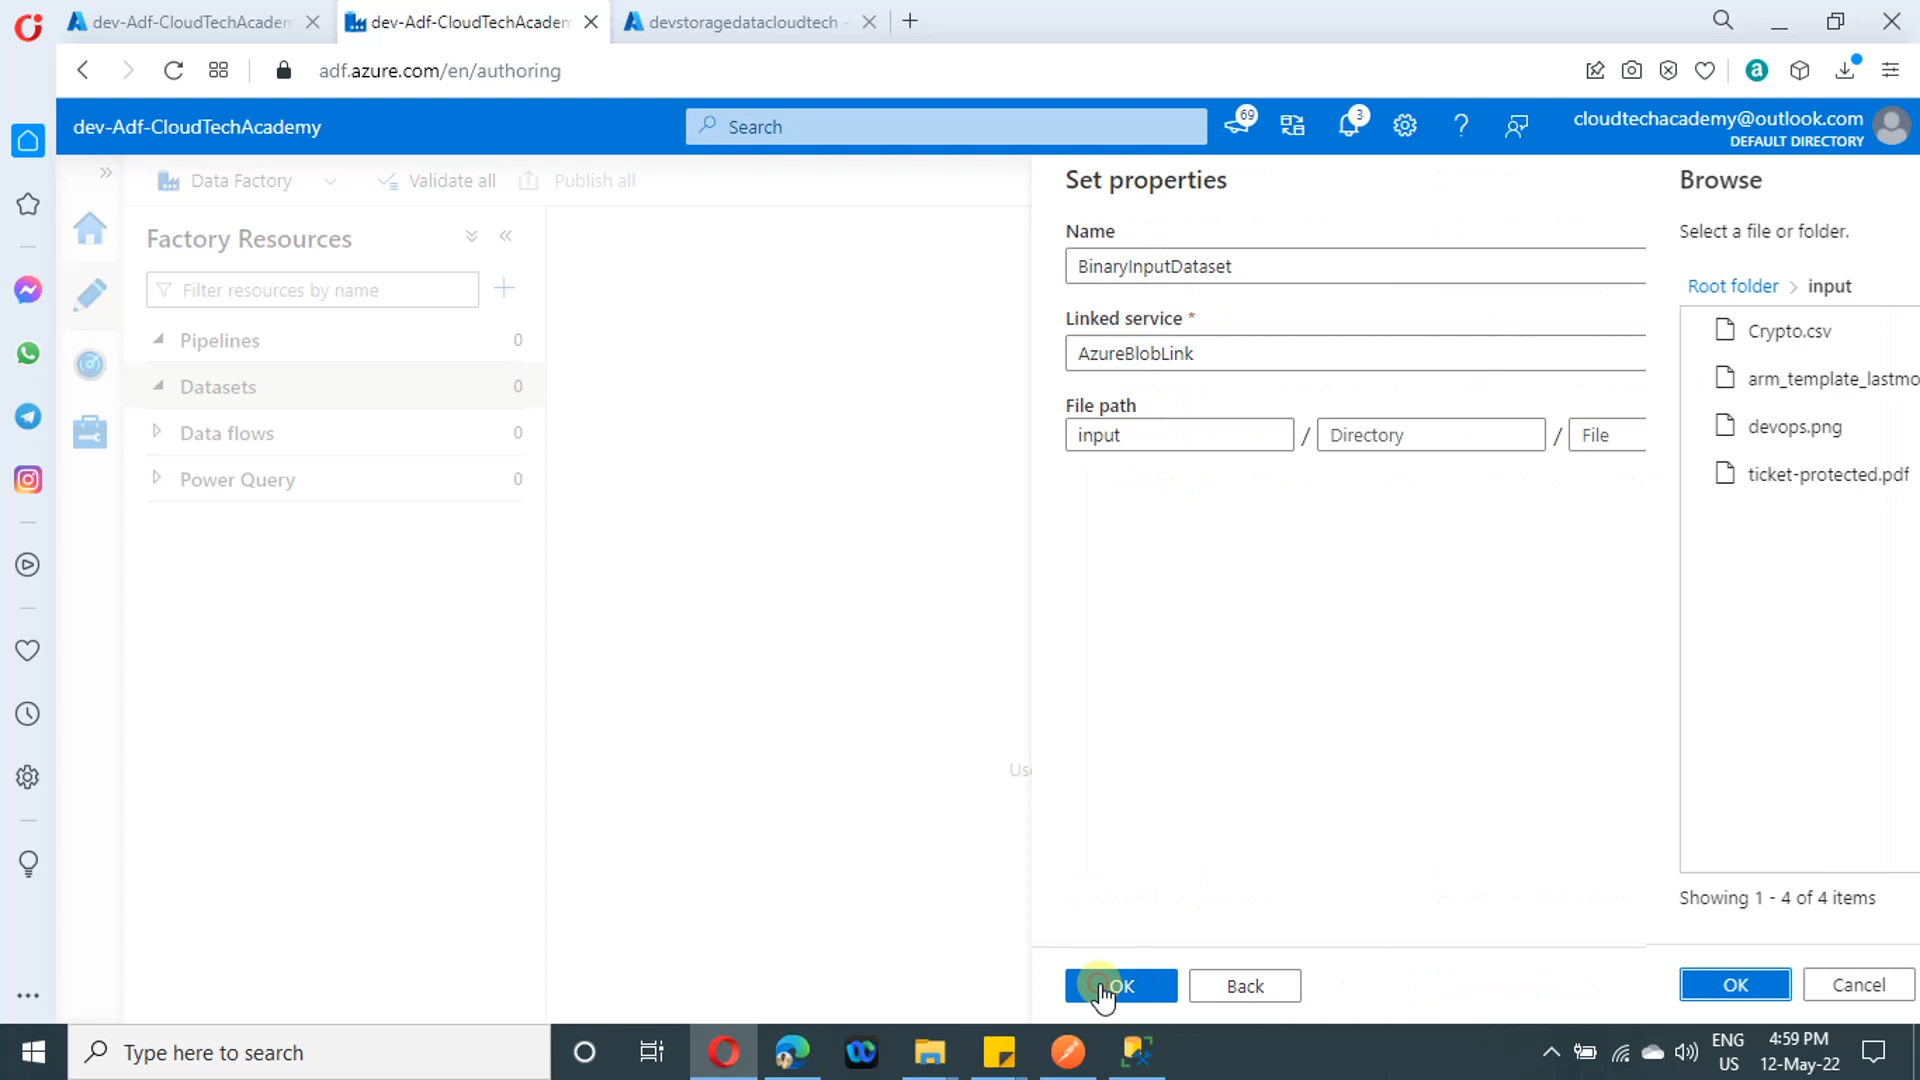 dev-Adf-CloudTechAcadem
dev-Adf-CloudTechAcadem
devstoragedatacloudtech -
adf.azure.com/en/authoring
dev-Adf-CloudTechAcademy
Search
69
3
cloudtechacademy@outlook.com
DEFAULT DIRECTORY
Data Factory
Validate all
Publish all
Factory Resources
Filter resources by name
Pipelines 0
Datasets 0
Data flows 0
Power Query 0
Set properties
Name
BinaryInputDataset
Linked service *
AzureBlobLink
File path
input / Directory / File
OK
Back
Browse
Select a file or folder.
Root folder > input
Crypto.csv
arm_template_lastmo
devops.png
ticket-protected.pdf
Showing 1 - 4 of 4 items
OK
Cancel
Type here to search
ENG
US
4:59 PM
12-May-22